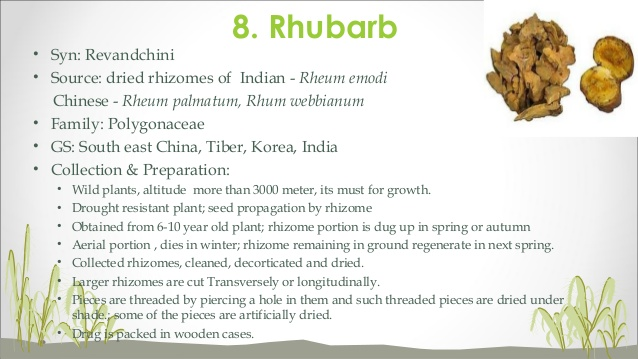 8. Rhubarb
• Syn: Revandchini
• Source: dried rhizomes of Indian - Rheum emodi
Chinese - Rheum palmatum, Rhum webbianum
• Family: Polygonaceae
• GS: South east China, Tiber, Korea, India
• Collection & Preparation:
• Wild plants, altitude more than 3000 meter, its must for growth.
• Drought resistant plant; seed propagation by rhizome
• Obtained from 6-10 year old plant; rhizome portion is dug up in spring or autumn
• Aerial portion , dies in winter; rhizome remaining in ground regenerate in next spring.
• Collected rhizomes, cleaned, decorticated and dried.
• Larger rhizomes are cut Transversely or longitudinally.
• Pieces are threaded by piercing a hole in them and such threaded pieces are dried under
shade.; some of the pieces are artificially dried.
• Drug is packed in wooden cases.